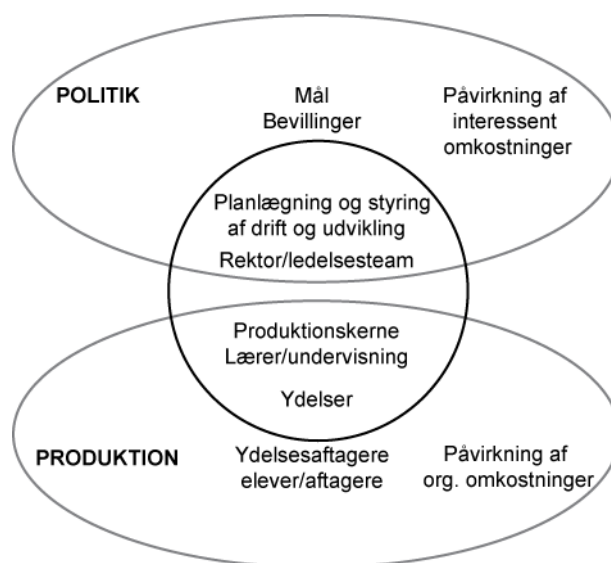 POLITIK
Mål
Bevillinger
Påvirkning af
interessent
omkostninger
Planlægning og styring
af drift og udvikling
Rektor/ledelsesteam
Produktionskerne
Lærer/undervisning
Ydelser
PRODUKTION
Ydelsesaftagere
elever/aftagere
Påvirkning af
org. omkostninger